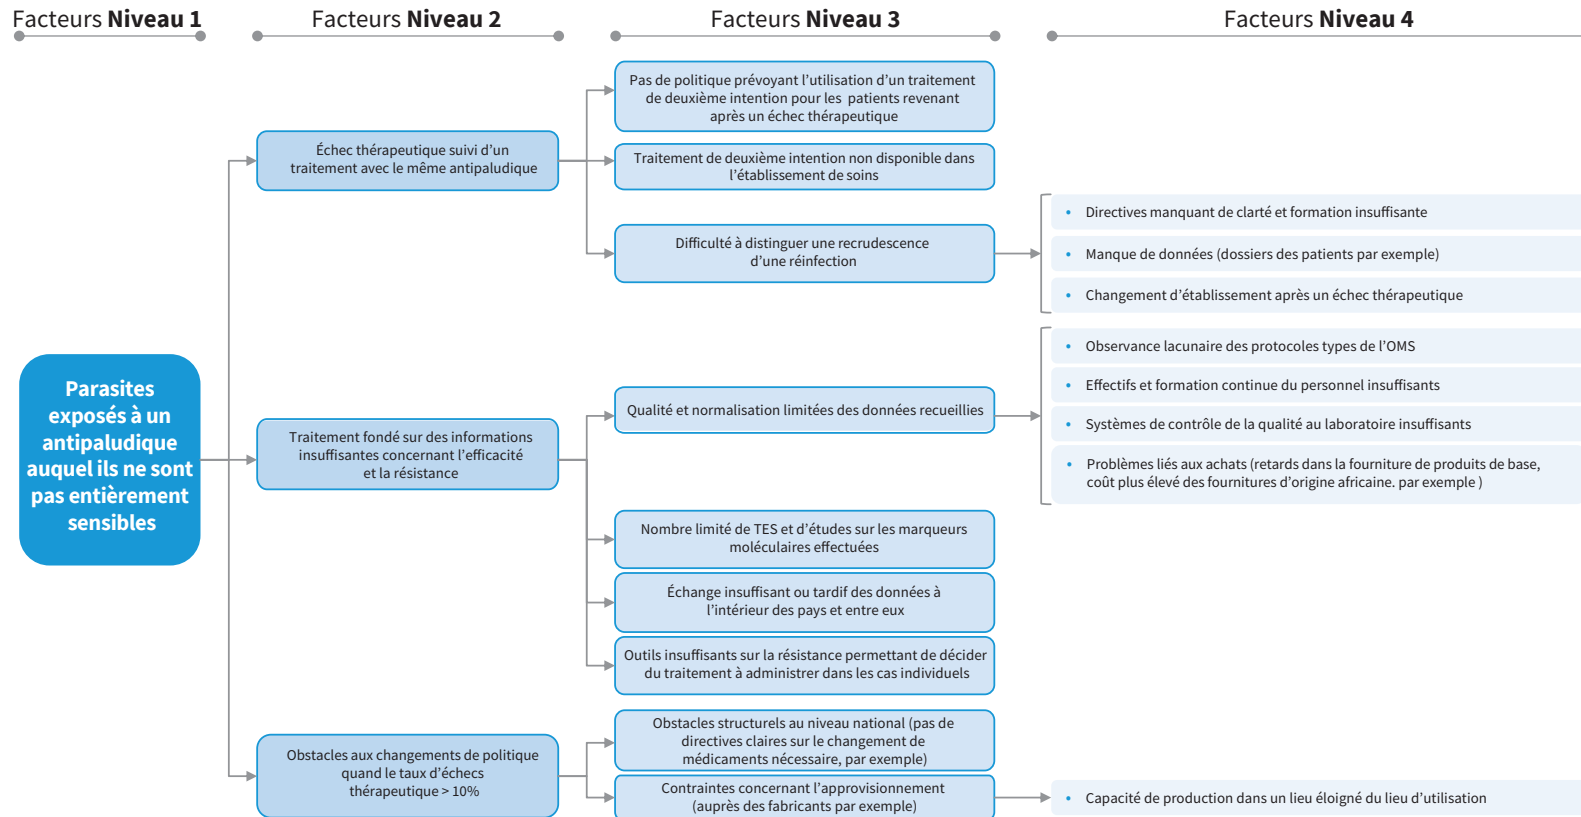 Facteurs Niveau 1
Facteurs Niveau 2
Facteurs Niveau 3
Facteurs Niveau 4
Parasites
exposés à un
antipaludique
auquel ils ne sont
pas entièrement
sensibles
Échec thérapeutique suivi d’un
traitement avec le même antipaludique
Pas de politique prévoyant l’utilisation d’un traitement
de deuxième intention pour les patients revenant
après un échec thérapeutique
Traitement de deuxième intention non disponible dans
l’établissement de soins
Difficulté à distinguer une recrudescence
d’une réinfection
• Directives manquant de clarté et formation insuffisante
• Manque de données (dossiers des patients par exemple)
• Changement d’établissement après un échec thérapeutique
Traitement fondé sur des informations
insuffisantes concernant l’efficacité
et la résistance
Qualité et normalisation limitées des données recueillies
• Observance lacunaire des protocoles types de l’OMS
• Effectifs et formation continue du personnel insuffisants
• Systèmes de contrôle de la qualité au laboratoire insuffisants
• Problèmes liés aux achats (retards dans la fourniture de produits de base,
coût plus élevé des fournitures d’origine africaine. par exemple )
Nombre limité de TES et d’études sur les marqueurs
moléculaires effectuées
Échange insuffisant ou tardif des données à
l’intérieur des pays et entre eux
Outils insuffisants sur la résistance permettant de décider
du traitement à administrer dans les cas individuels
Obstacles aux changements de politique
quand le taux d’échecs
thérapeutique > 10%
Obstacles structurels au niveau national (pas de
directives claires sur le changement de
médicaments nécessaire, par exemple)
Contraintes concernant l’approvisionnement
(auprès des fabricants par exemple)
• Capacité de production dans un lieu éloigné du lieu d’utilisation